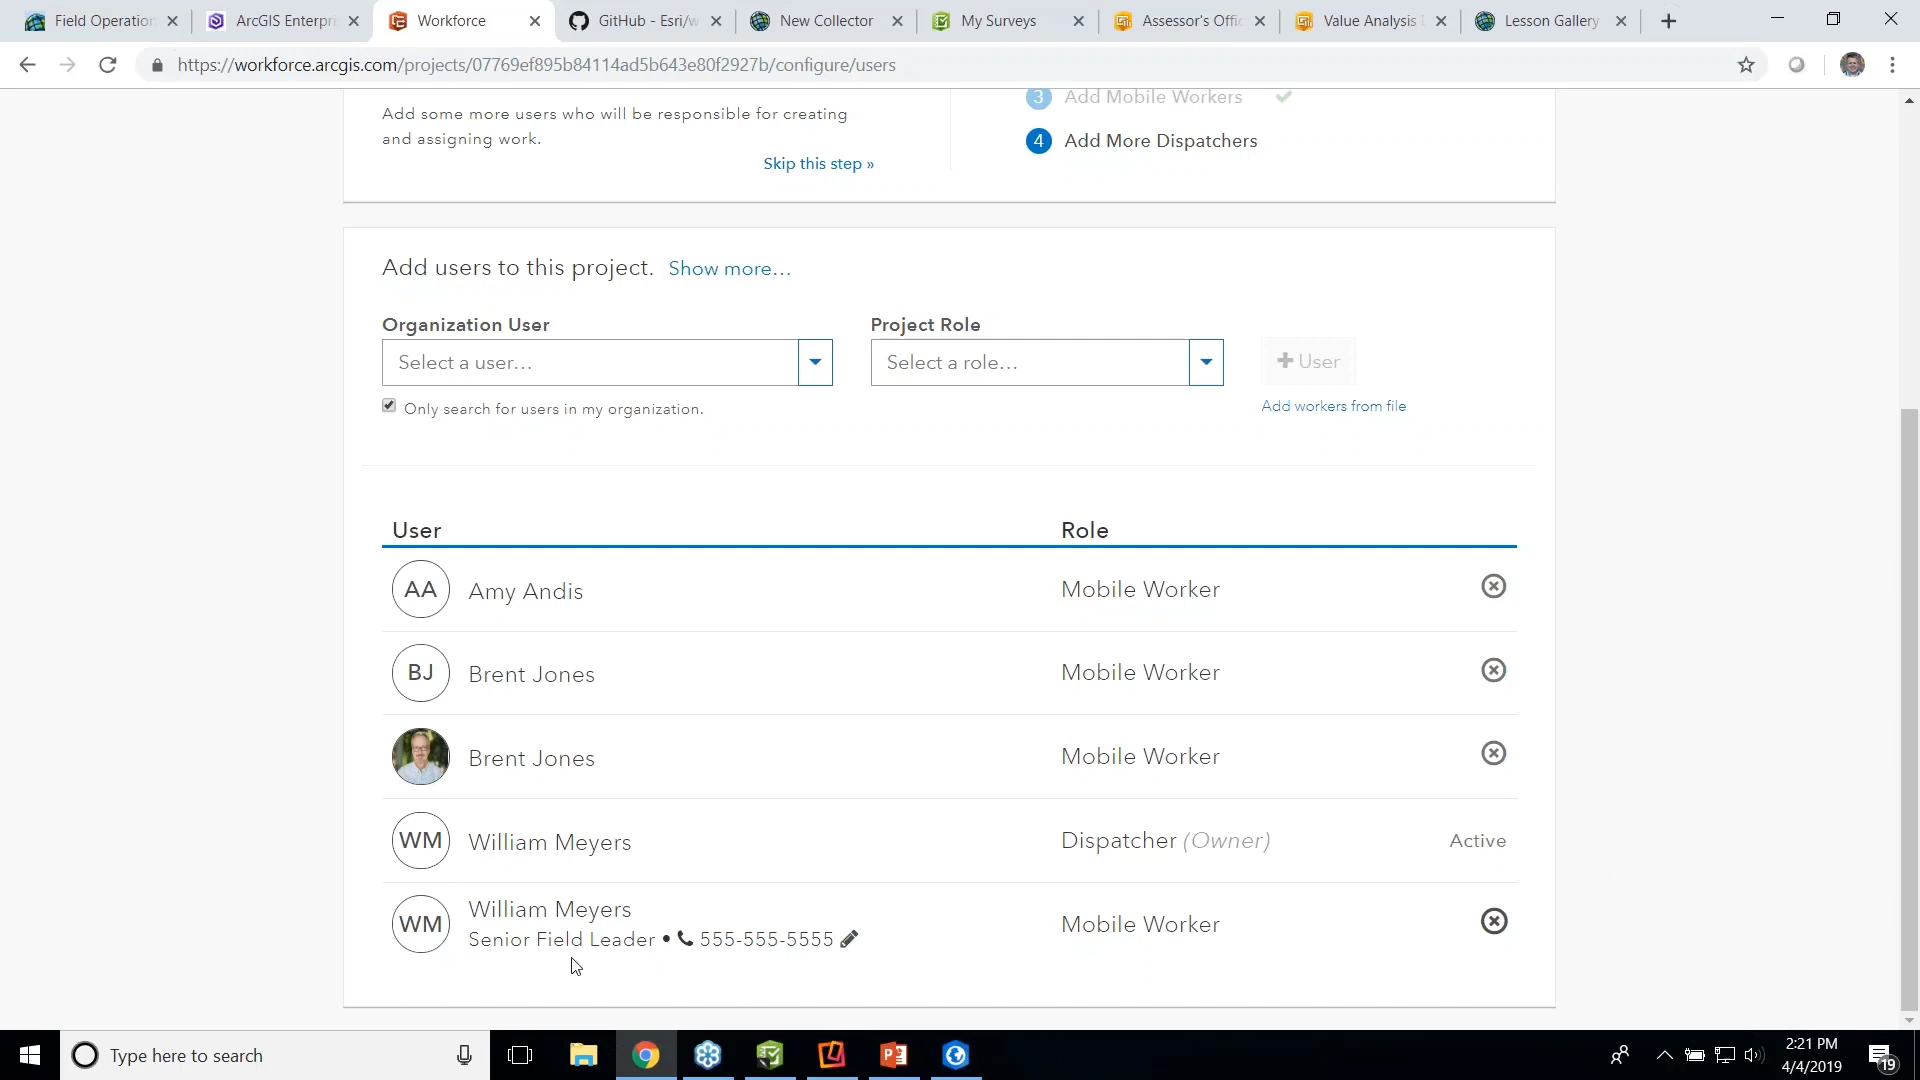 Field Operation
ArcGIS Enterpri
Workforce
GitHub - Esri/w
New Collector
My Surveys
Assessor's Offic
Value Analysis
Lesson Gallery
https://workforce.arcgis.com/projects/07769ef895b84114ad5b643e80f2927b/configure/users
Add some more users who will be responsible for creating
and assigning work.
Skip this step »
3 Add Mobile Workers
4 Add More Dispatchers
Add users to this project. Show more...
Organization User
Select a user...
Only search for users in my organization.
Project Role
Select a role...
+ User
Add workers from file
User Role
AA Amy Andis Mobile Worker
BJ Brent Jones Mobile Worker
Brent Jones Mobile Worker
WM William Meyers Dispatcher (Owner) Active
WM William Meyers Mobile Worker
Senior Field Leader • 555-555-5555
Type here to search
2:21 PM
4/4/2019
19